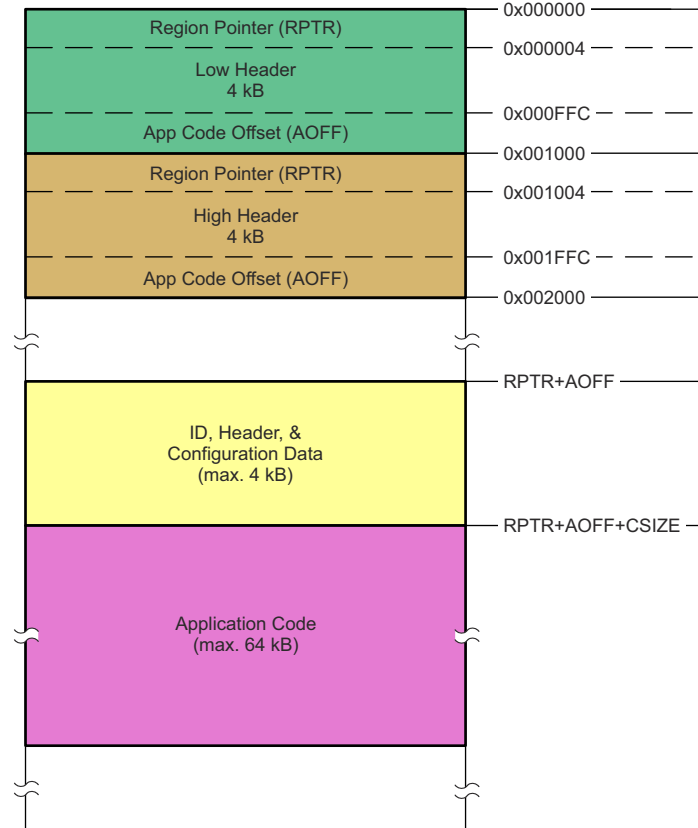 0x000000
Region Pointer (RPTR)
0x000004
Low Header
4 kB
0x000FFC
App Code Offset (AOFF)
0x001000
Region Pointer (RPTR)
0x001004
High Header
4 kB
0x001FFC
App Code Offset (AOFF)
0x002000
RPTR+AOFF
ID, Header, &
Configuration Data
(max. 4 kB)
RPTR+AOFF+CSIZE
Application Code
(max. 64 kB)